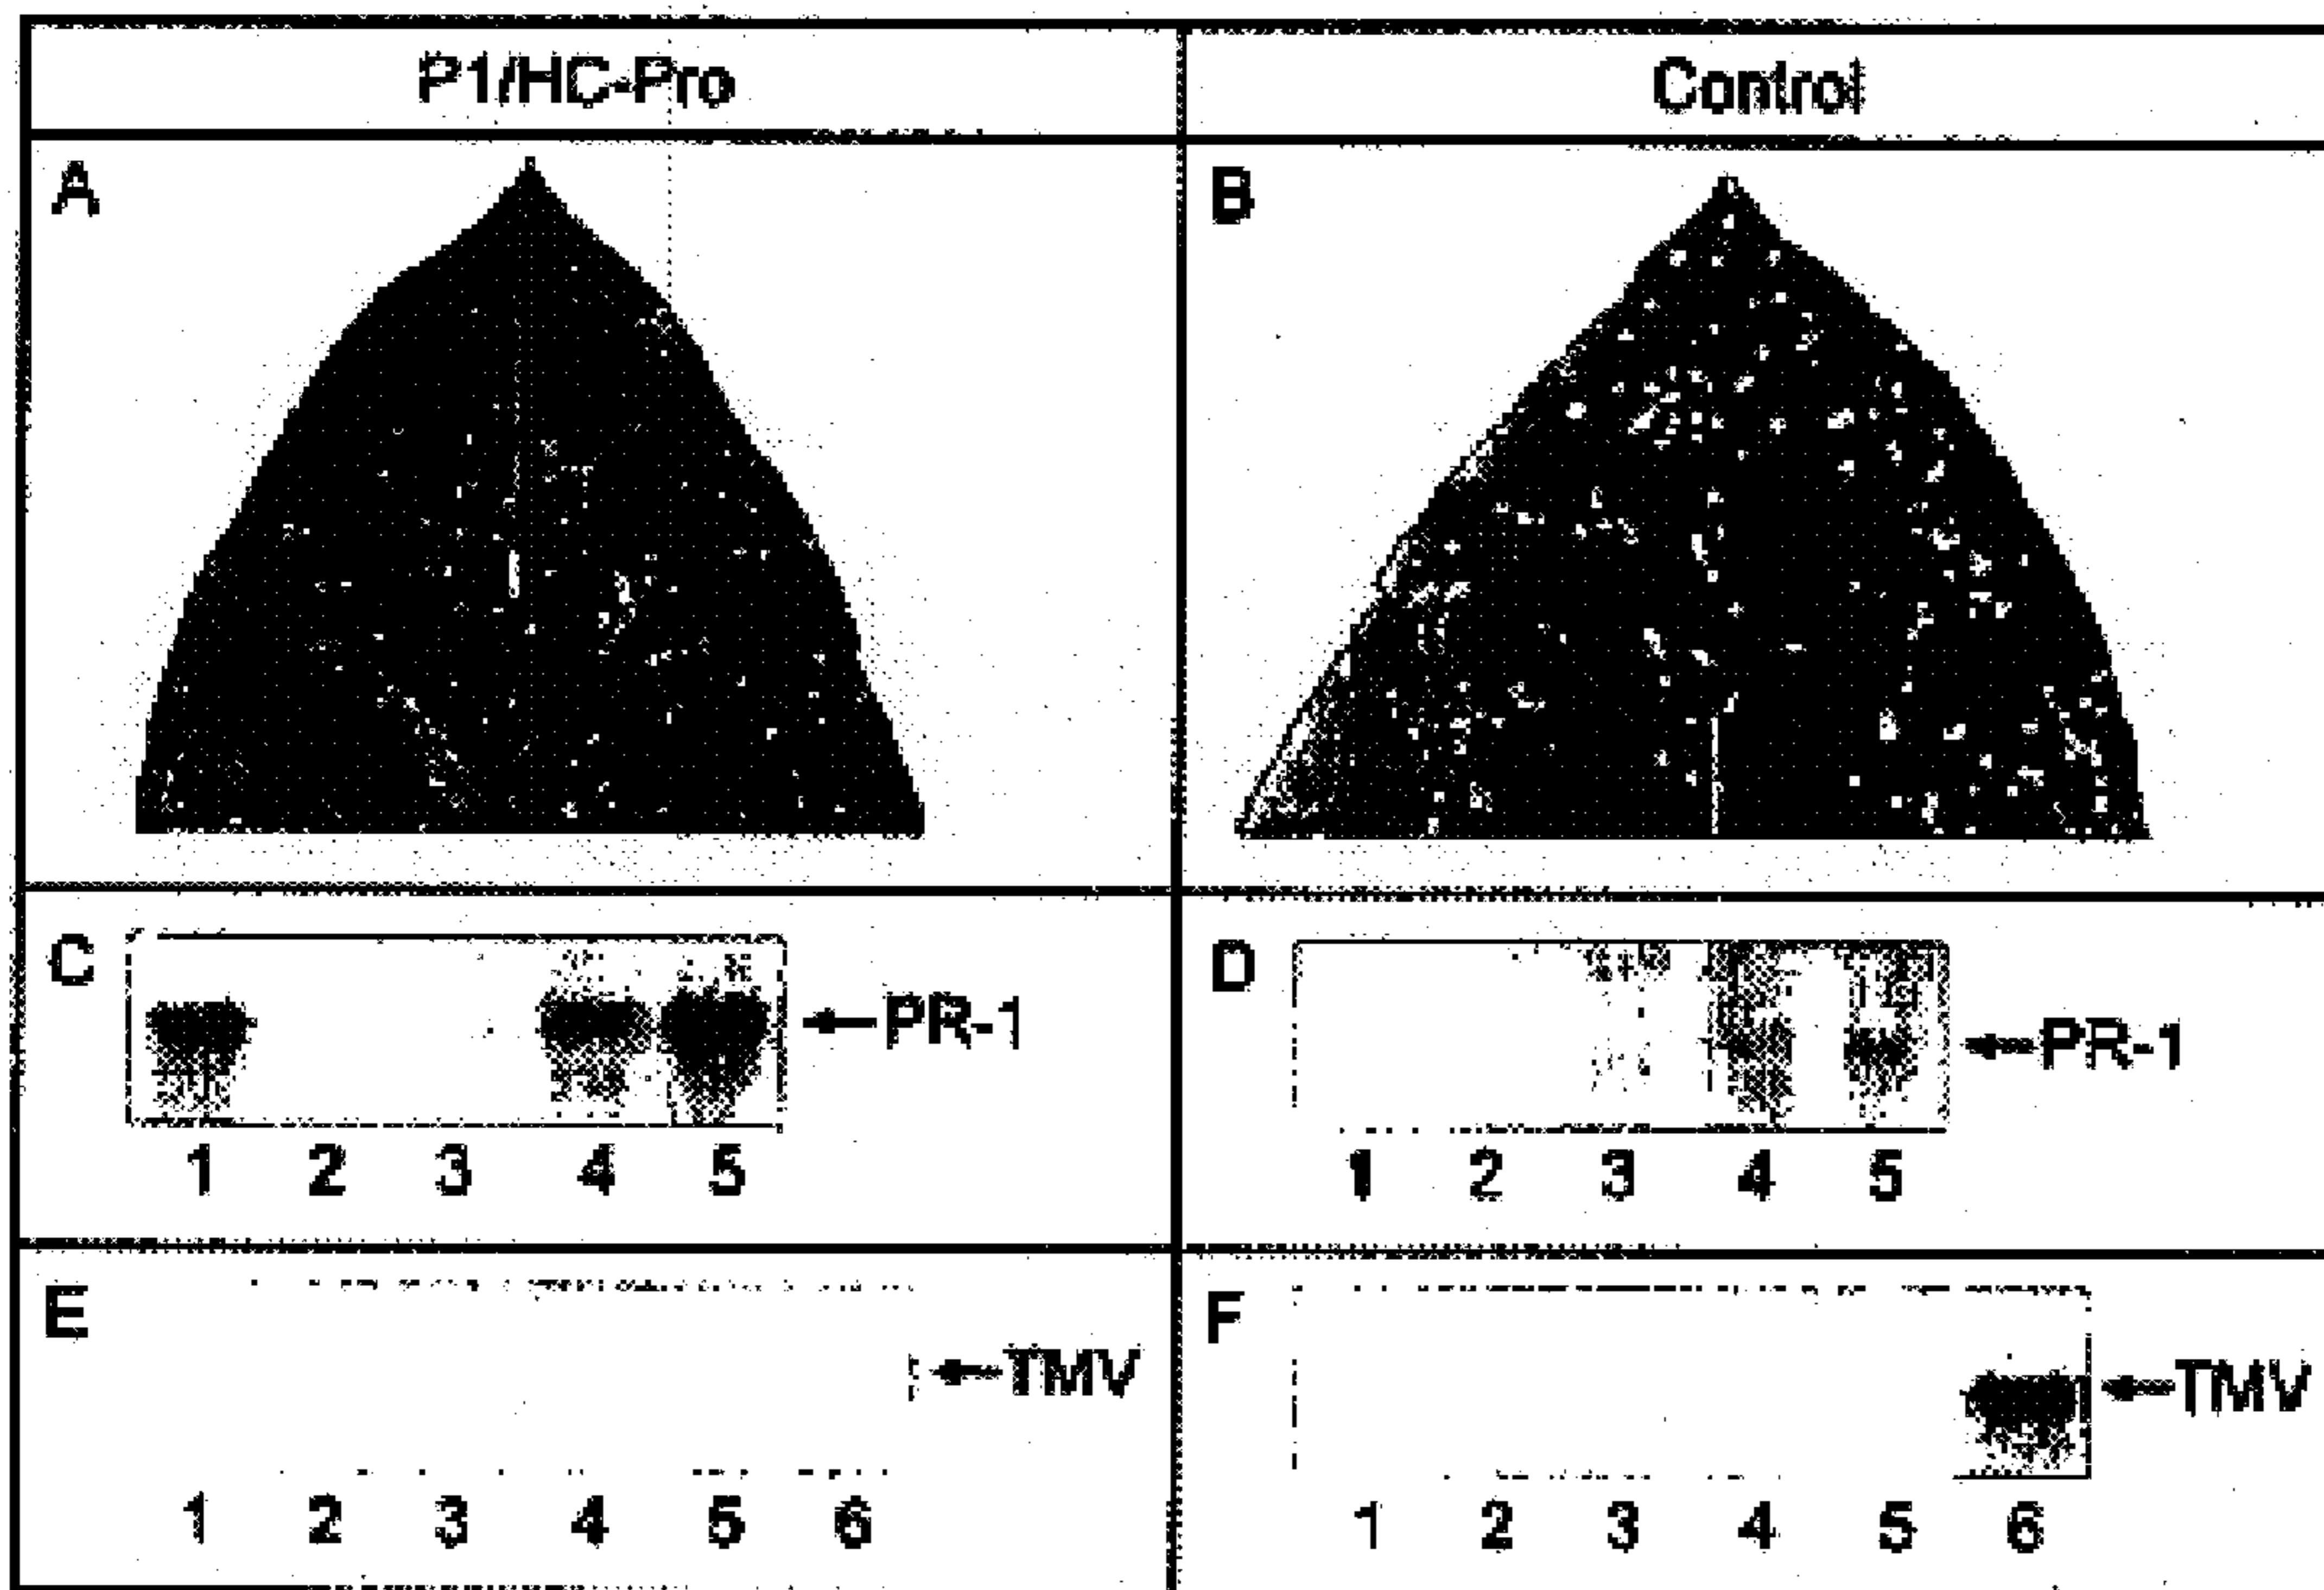 P1/HC-Pro Control
A B
C PR-1 D PR-1
1 2 3 4 5 1 2 3 4 5
E TMV F TMV
1 2 3 4 5 6 1 2 3 4 5 6